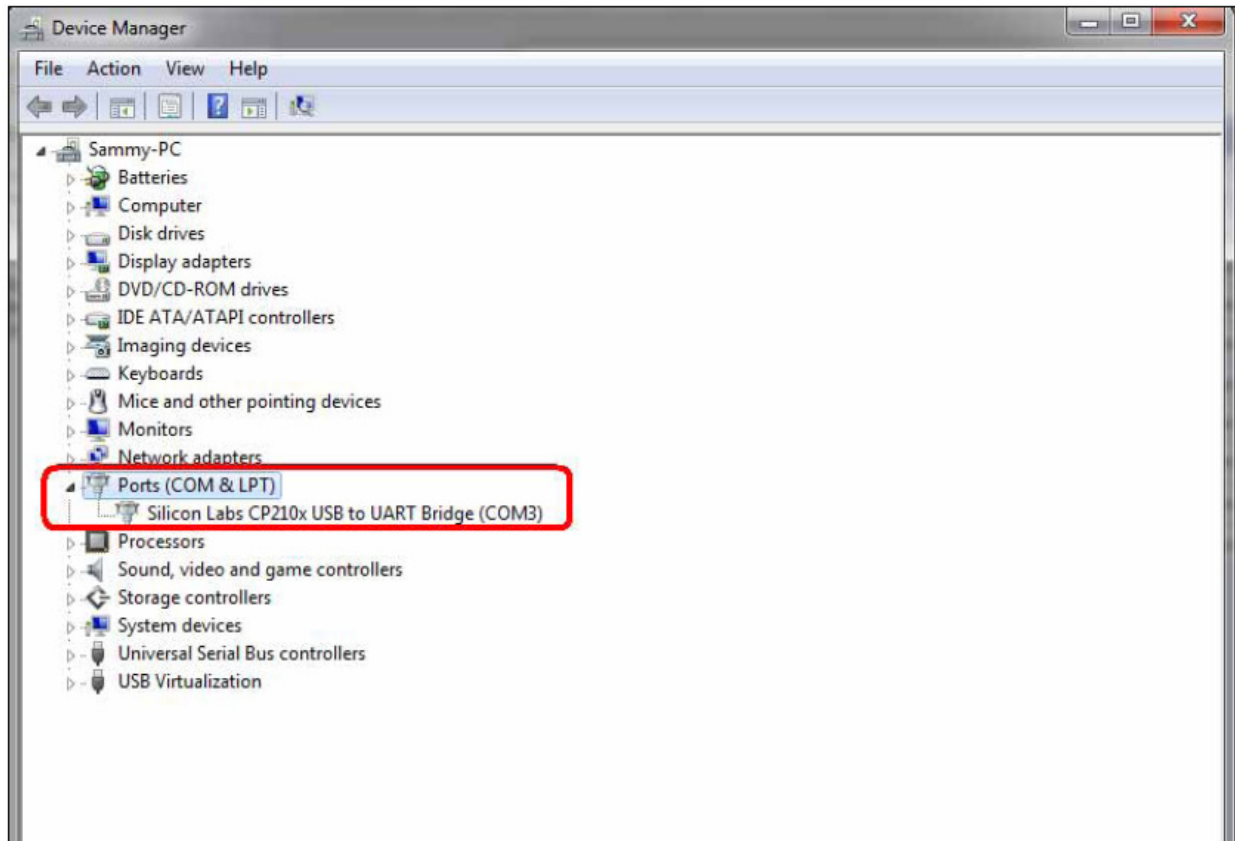 Device Manager
File Action View Help
Sammy-PC
Batteries
Computer
Disk drives
Display adapters
DVD/CD-ROM drives
IDE ATA/ATAPI controllers
Imaging devices
Keyboards
Mice and other pointing devices
Monitors
Network adapters
Ports (COM & LPT)
Silicon Labs CP210x USB to UART Bridge (COM3)
Processors
Sound, video and game controllers
Storage controllers
System devices
Universal Serial Bus controllers
USB Virtualization